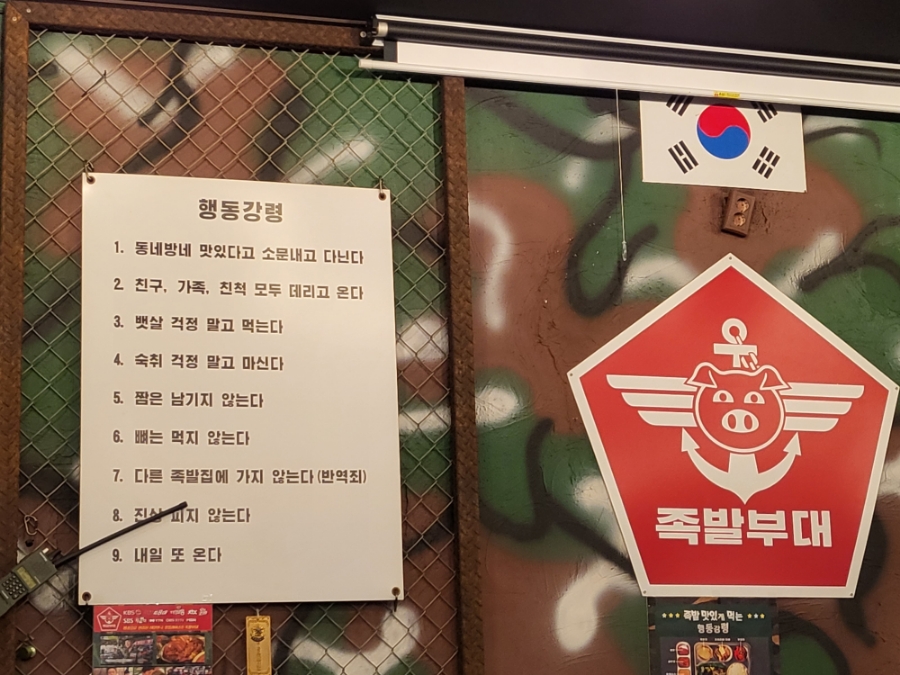 행동강령
1. 동네방네 맛있다고 소문내고 다닌다
2. 친구, 가족, 친척 모두 데리고 온다
3. 뱃살 걱정 말고 먹는다
4. 숙취 걱정 말고 마신다
5. 짬은 남기지 않는다
6. 뼈는 먹지 않는다
7. 다른 족발집에 가지 않는다(반역죄)
8. 진상 피지 않는다
9. 내일 또 온다
족발부대
KBS
SBS
족발 맛있게 먹는
행동강령